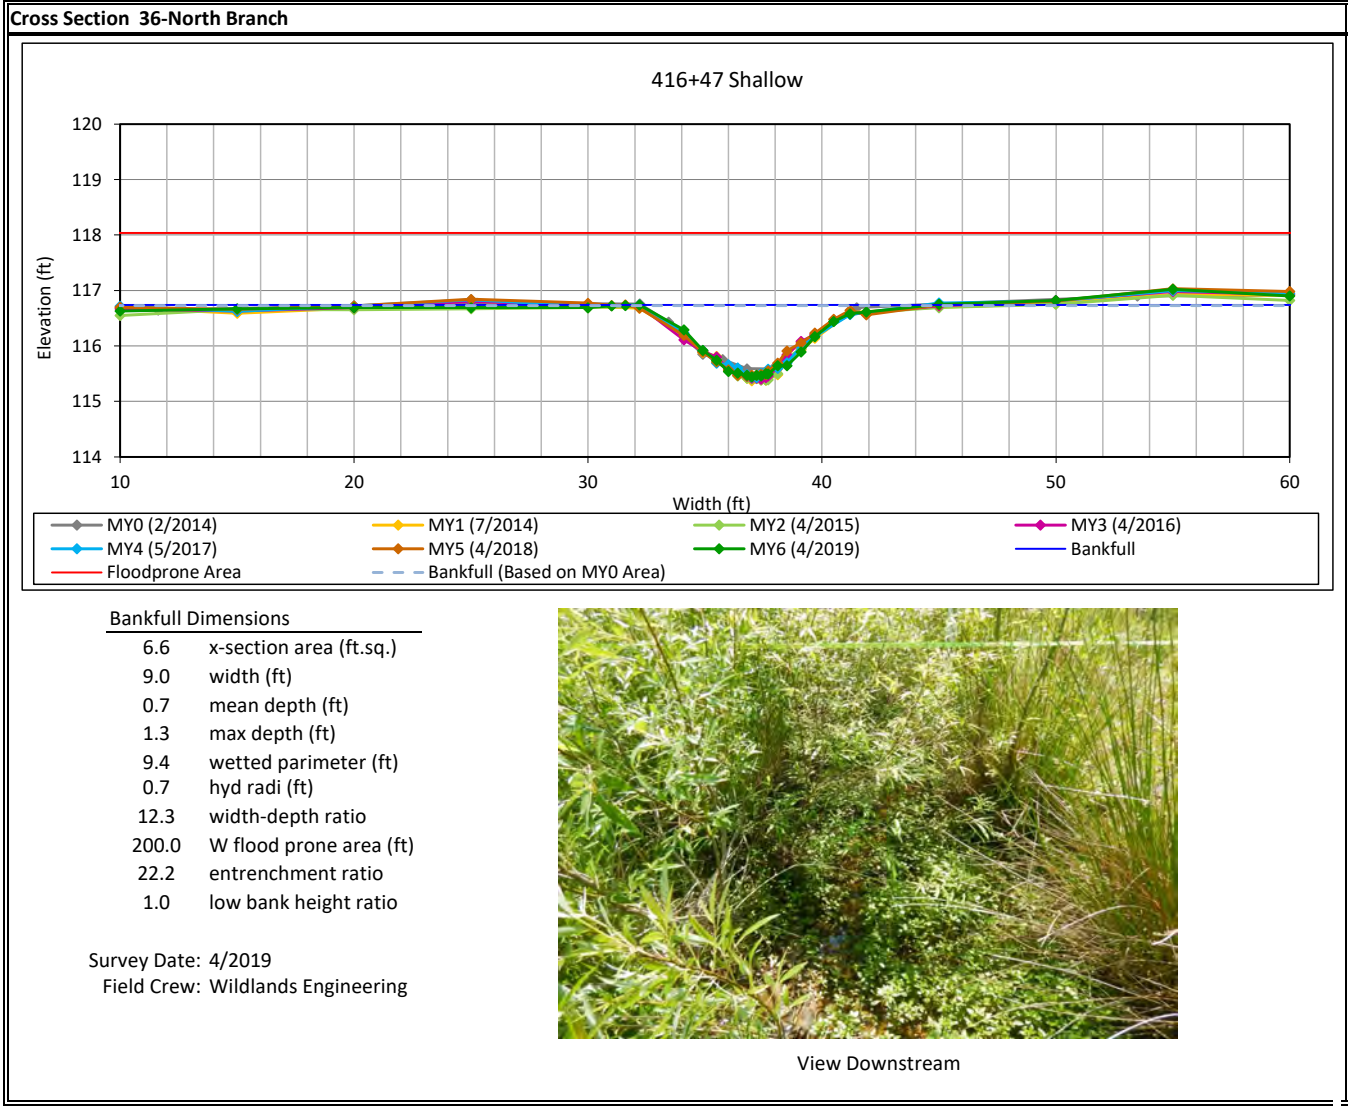 Cross Section 36-North Branch
416+47 Shallow
120
119
118
117
116
115
114
Elevation (ft)
10 20 30 40 50 60
Width (ft)
MY0 (2/2014) MY1 (7/2014) MY2 (4/2015) MY3 (4/2016)
MY4 (5/2017) MY5 (4/2018) MY6 (4/2019) Bankfull
Floodprone Area Bankfull (Based on MY0 Area)
Bankfull Dimensions
6.6 x-section area (ft.sq.)
9.0 width (ft)
0.7 mean depth (ft)
1.3 max depth (ft)
9.4 wetted parimeter (ft)
0.7 hyd radi (ft)
12.3 width-depth ratio
200.0 W flood prone area (ft)
22.2 entrenchment ratio
1.0 low bank height ratio
Survey Date: 4/2019
Field Crew: Wildlands Engineering
View Downstream